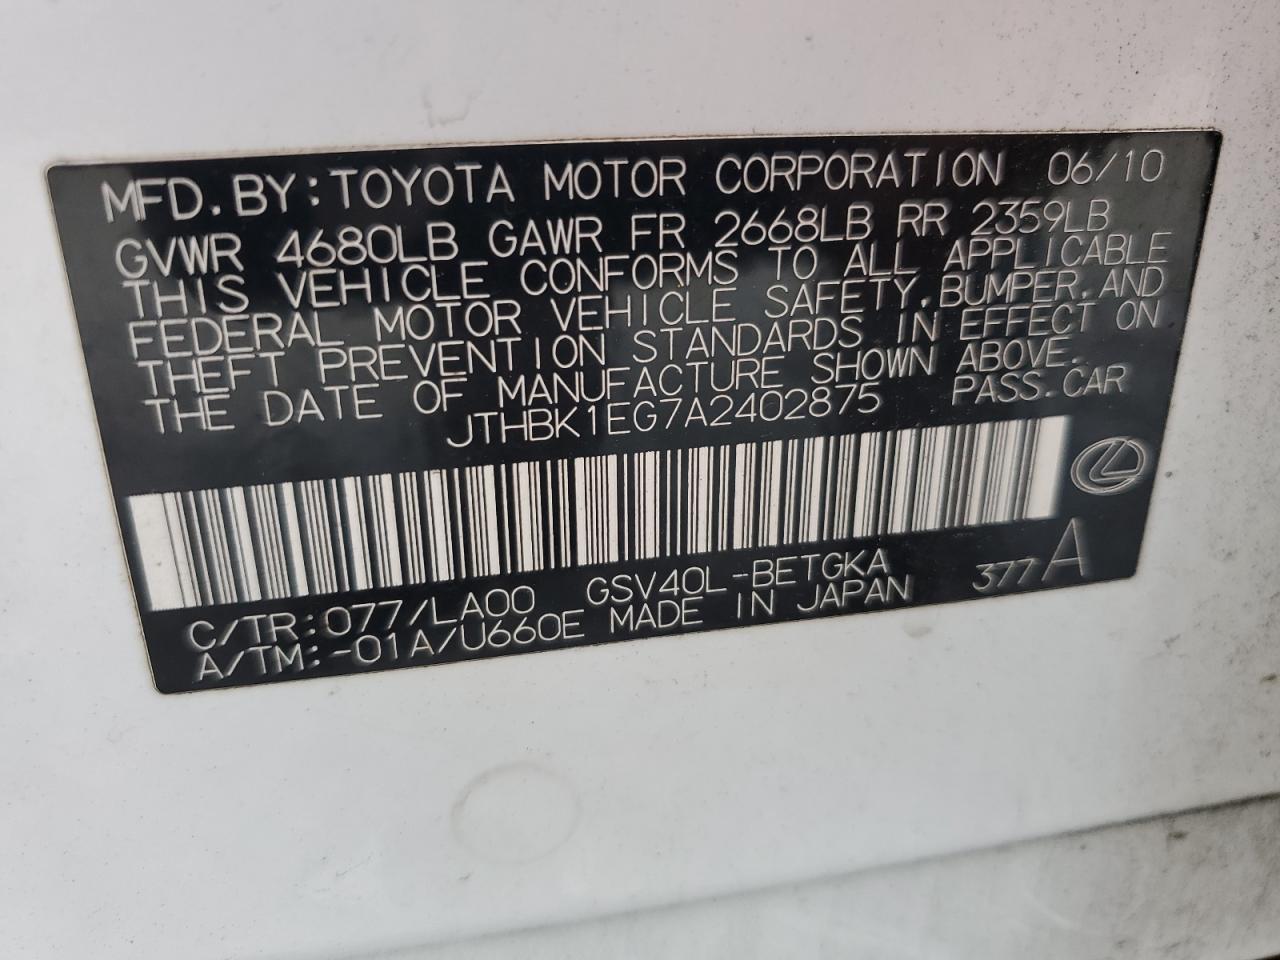 MFD. BY: TOYOTA MOTOR CORPORATION 06/10
GVWR 4680LB GAWR FR 2668LB RR 2359LB
THIS VEHICLE CONFORMS TO ALL APPLICABLE
FEDERAL MOTOR VEHICLE SAFETY, BUMPER, AND
THEFT PREVENTION STANDARDS IN EFFECT ON
THE DATE OF MANUFACTURE SHOWN ABOVE.
JTHBK1EG7A2402875 PASS. CAR
C/TR: 077/LA00 GSV40L-BETGKA 377 A
A/TM: -01A/U660E MADE IN JAPAN